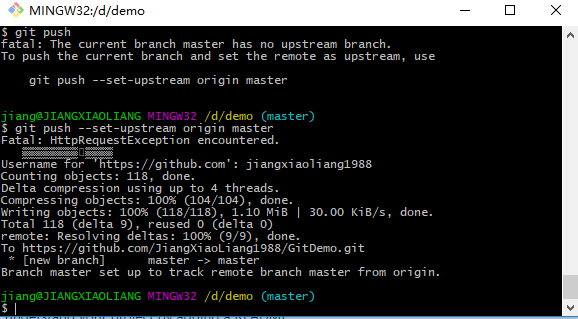 MINGW32:/d/demo
$ git push
fatal: The current branch master has no upstream branch.
To push the current branch and set the remote as upstream, use
git push --set-upstream origin master
jiang@JIANGXIAOLIANG MINGW32 /d/demo (master)
$ git push --set-upstream origin master
Fatal: HttpRequestException encountered.
Username for 'https://github.com': jiangxiaoliang1988
Counting objects: 118, done.
Delta compression using up to 4 threads.
Compressing objects: 100% (104/104), done.
Writing objects: 100% (118/118), 1.10 MiB | 30.00 KiB/s, done.
Total 118 (delta 9), reused 0 (delta 0)
remote: Resolving deltas: 100% (9/9), done.
To https://github.com/JiangXiaoLiang1988/GitDemo.git
* [new branch] master -> master
Branch master set up to track remote branch master from origin.
jiang@JIANGXIAOLIANG MINGW32 /d/demo (master)
$